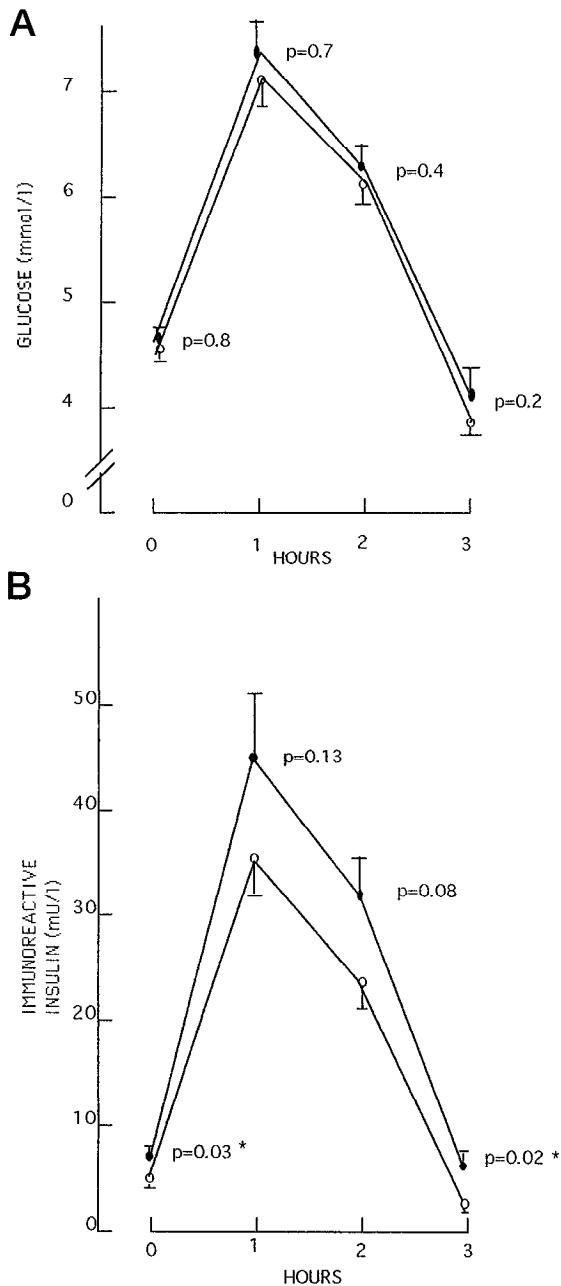 A
7
p=0.7
6
p=0.4
GLUCOSE (mmol/l)
5
p=0.8
4
p=0.2
0
0 1 2 3
HOURS
B
50
p=0.13
40
p=0.08
30
IMMUNOREACTIVE
INSULIN (mU/l)
20
10
p=0.03 *
p=0.02 *
0
0 1 2 3
HOURS